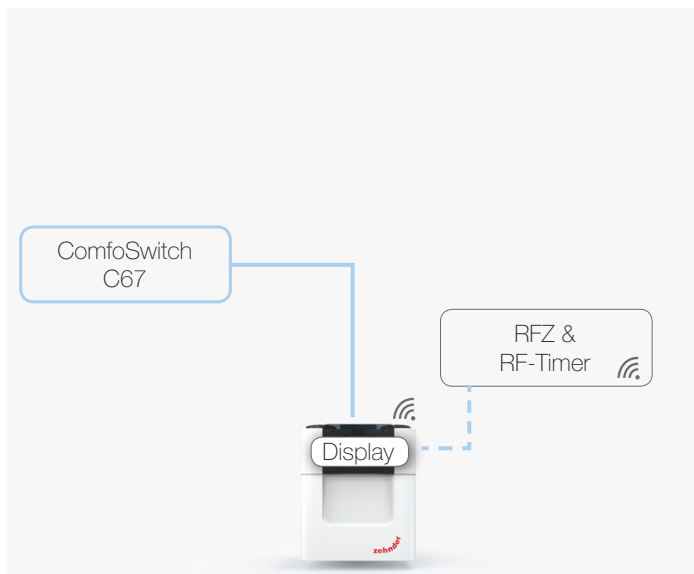 ComfoSwitch
C67
RFZ &
RF-Timer
Display
zehnder